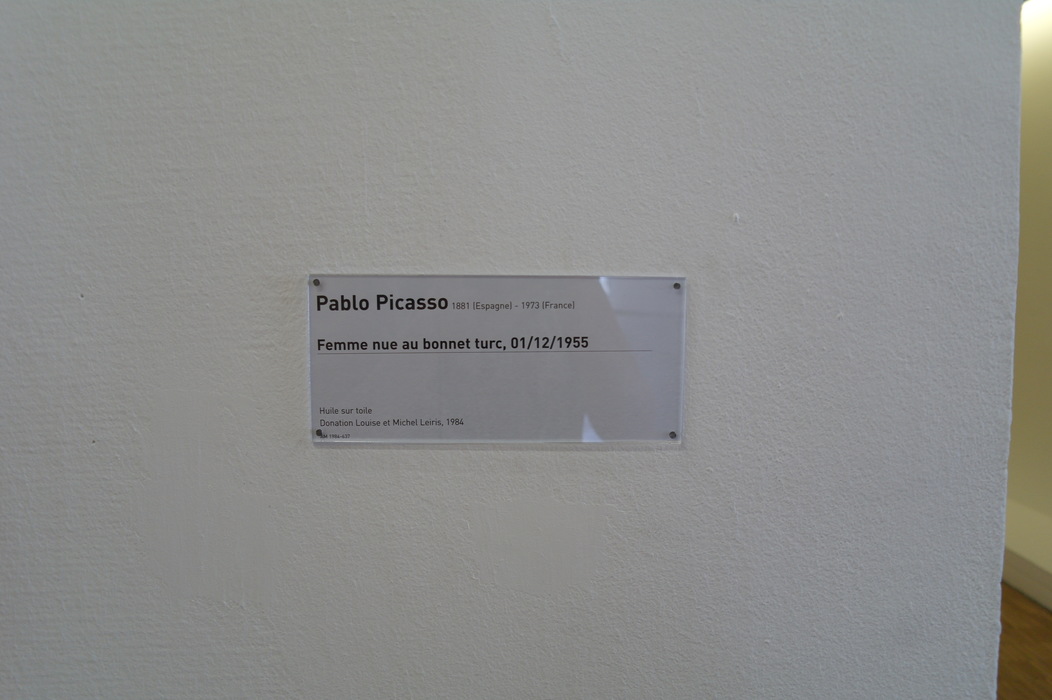 Pablo Picasso 1881 (Espagne) - 1973 (France)
Femme nue au bonnet turc, 01/12/1955
Huile sur toile
Donation Louise et Michel Leiris, 1984